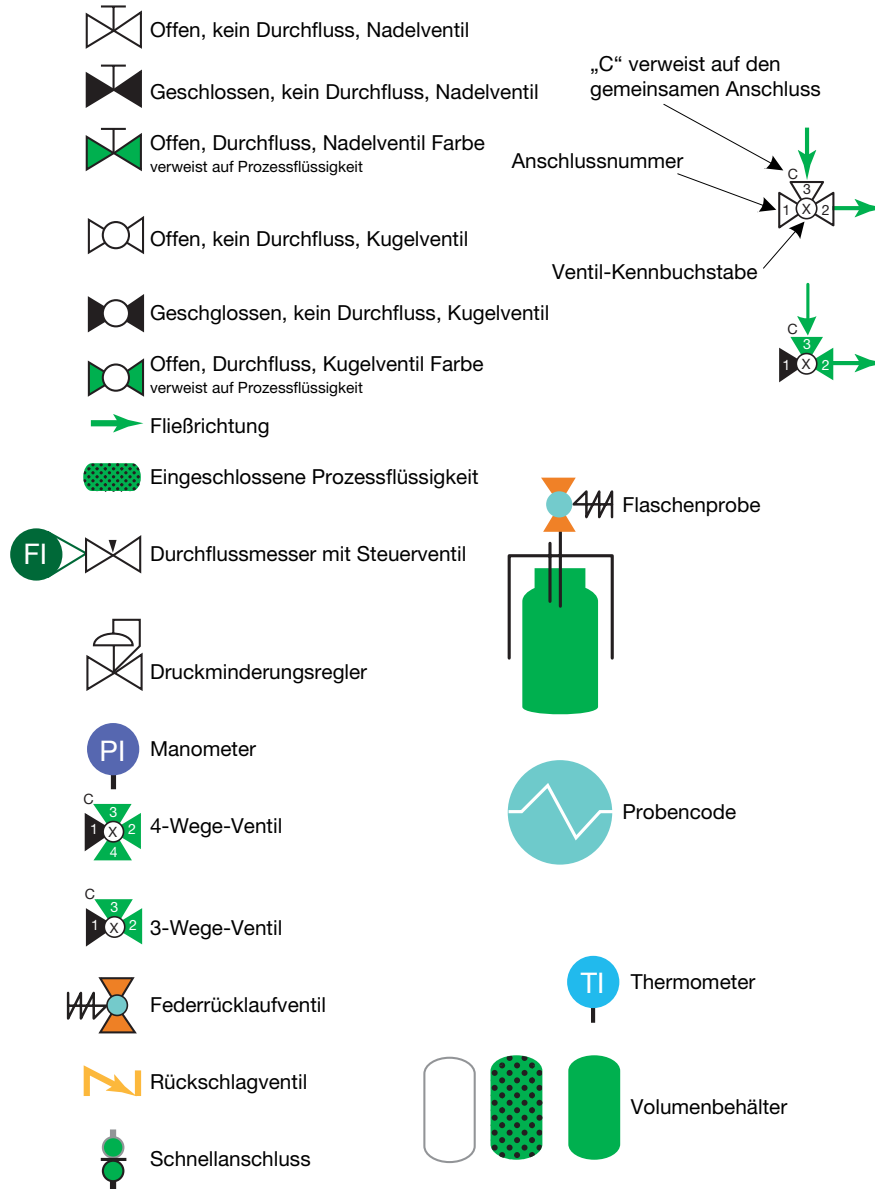 Offen, kein Durchfluss, Nadelventil
Geschlossen, kein Durchfluss, Nadelventil
Offen, Durchfluss, Nadelventil Farbe
verweist auf Prozessflüssigkeit
Offen, kein Durchfluss, Kugelventil
Geschglossen, kein Durchfluss, Kugelventil
Offen, Durchfluss, Kugelventil Farbe
verweist auf Prozessflüssigkeit
Fließrichtung
Eingeschlossene Prozessflüssigkeit
FI
Durchflussmesser mit Steuerventil
Druckminderungsregler
PI
Manometer
C
3
1 X 2
4
4-Wege-Ventil
C
3
1 X 2
3-Wege-Ventil
Federrücklaufventil
Rückschlagventil
Schnellanschluss
„C“ verweist auf den
gemeinsamen Anschluss
Anschlussnummer
C
3
1 X 2
Ventil-Kennbuchstabe
C
3
1 X 2
Flaschenprobe
Probencode
TI
Thermometer
Volumenbehälter